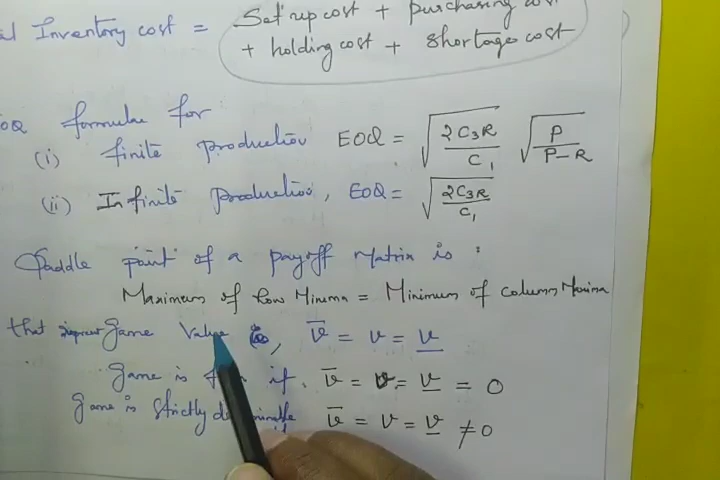 Inventory cost = Set up cost + purchasing cost
+ holding cost + shortage cost
formulae for
(i) finite production EOQ = √(2C₃R/C₁) √(P/P-R)
(ii) Infinite production, EOQ = √(2C₃R/C₁)
Saddle point of a payoff Matrix is :
Maximum of Row Minima = Minimum of column Maxima
that Game Value v̅ = v = v̲
Game is if. v̅ = v = v̲ = 0
Game is strictly v̅ = v = v̲ ≠ 0